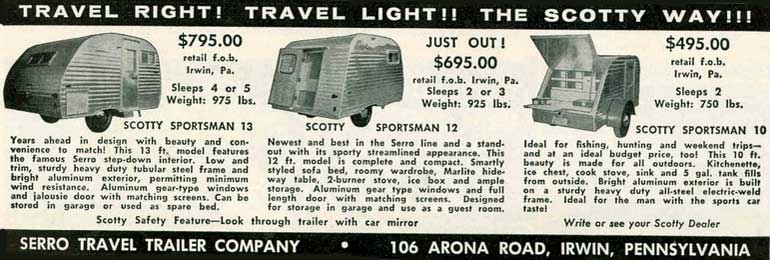 TRAVEL RIGHT! TRAVEL LIGHT!! THE SCOTTY WAY!!!
$795.00
retail f.o.b.
Irwin, Pa.
Sleeps 4 or 5
Weight: 975 lbs.
SCOTTY SPORTSMAN 13
Years ahead in design with beauty and con-
venience to match! This 13 ft. model features
the famous Serro step-down interior. Low and
trim, sturdy heavy duty tubular steel frame and
bright aluminum exterior, permitting minimum
wind resistance. Aluminum gear-type windows
and jalousie door with matching screens. Can be
stored in garage or used as spare bed.
JUST OUT!
$695.00
retail f.o.b.
Irwin, Pa.
Sleeps 2 or 3
Weight: 925 lbs.
SCOTTY SPORTSMAN 12
Newest and best in the Serro line and a stand-
out with its sporty streamlined appearance. This
12 ft. model is complete and compact. Smartly
styled sofa bed, roomy wardrobe, Marlite hide-
way table, 2-burner stove, ice box and ample
storage. Aluminum gear type windows and full
length door with matching screens. Designed
for storage in garage and use as a guest room.
$495.00
retail f.o.b.
Irwin, Pa.
Sleeps 2
Weight: 750 lbs.
SCOTTY SPORTSMAN 10
Ideal for fishing, hunting and weekend trips—
and at an ideal budget price, too! This 10 ft.
beauty is made for all outdoors. Kitchenette,
ice chest, cook stove, sink and 5 gal. tank fills
from outside. Bright aluminum exterior is built
on a sturdy heavy duty all-steel electric-weld
frame. Ideal for the man with the sports car
taste!
Scotty Safety Feature—Look through trailer with car mirror
Write or see your Scotty Dealer
SERRO TRAVEL TRAILER COMPANY • 106 ARONA ROAD, IRWIN, PENNSYLVANIA